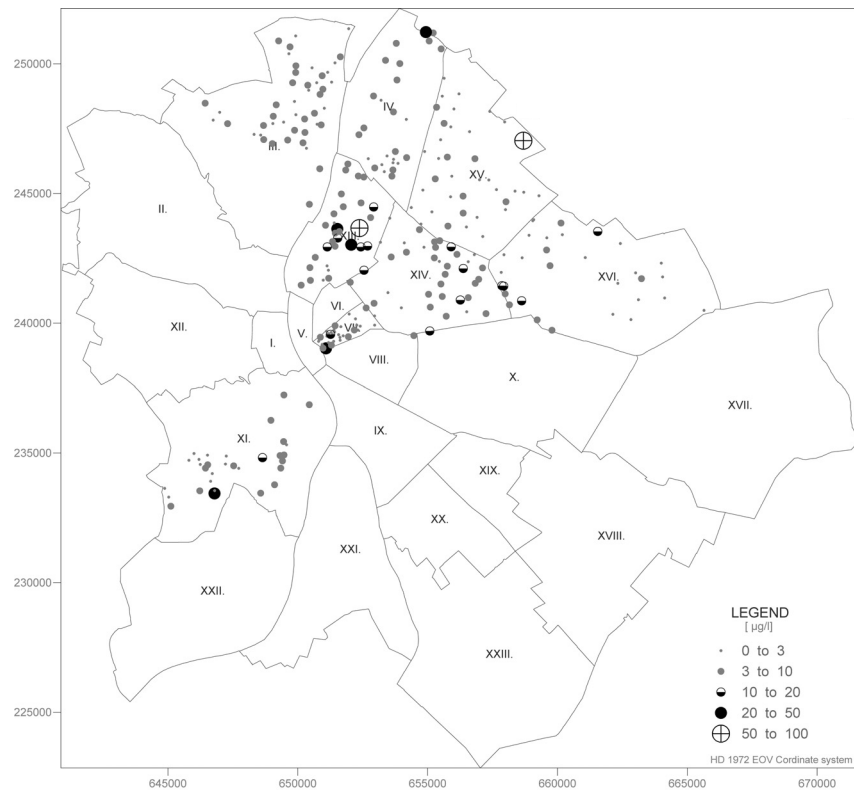 250000
IV.
III.
XV.
245000
II.
XIII.
XIV.
XVI.
VI.
240000
XII.
I.
V.
VII.
VIII.
X.
XVII.
235000
XI.
IX.
XIX.
XX.
XVIII.
XXI.
230000
XXII.
XXIII.
LEGEND
[ µg/l]
0 to 3
3 to 10
10 to 20
20 to 50
50 to 100
225000
HD 1972 EOV Cordinate system
645000 650000 655000 660000 665000 670000